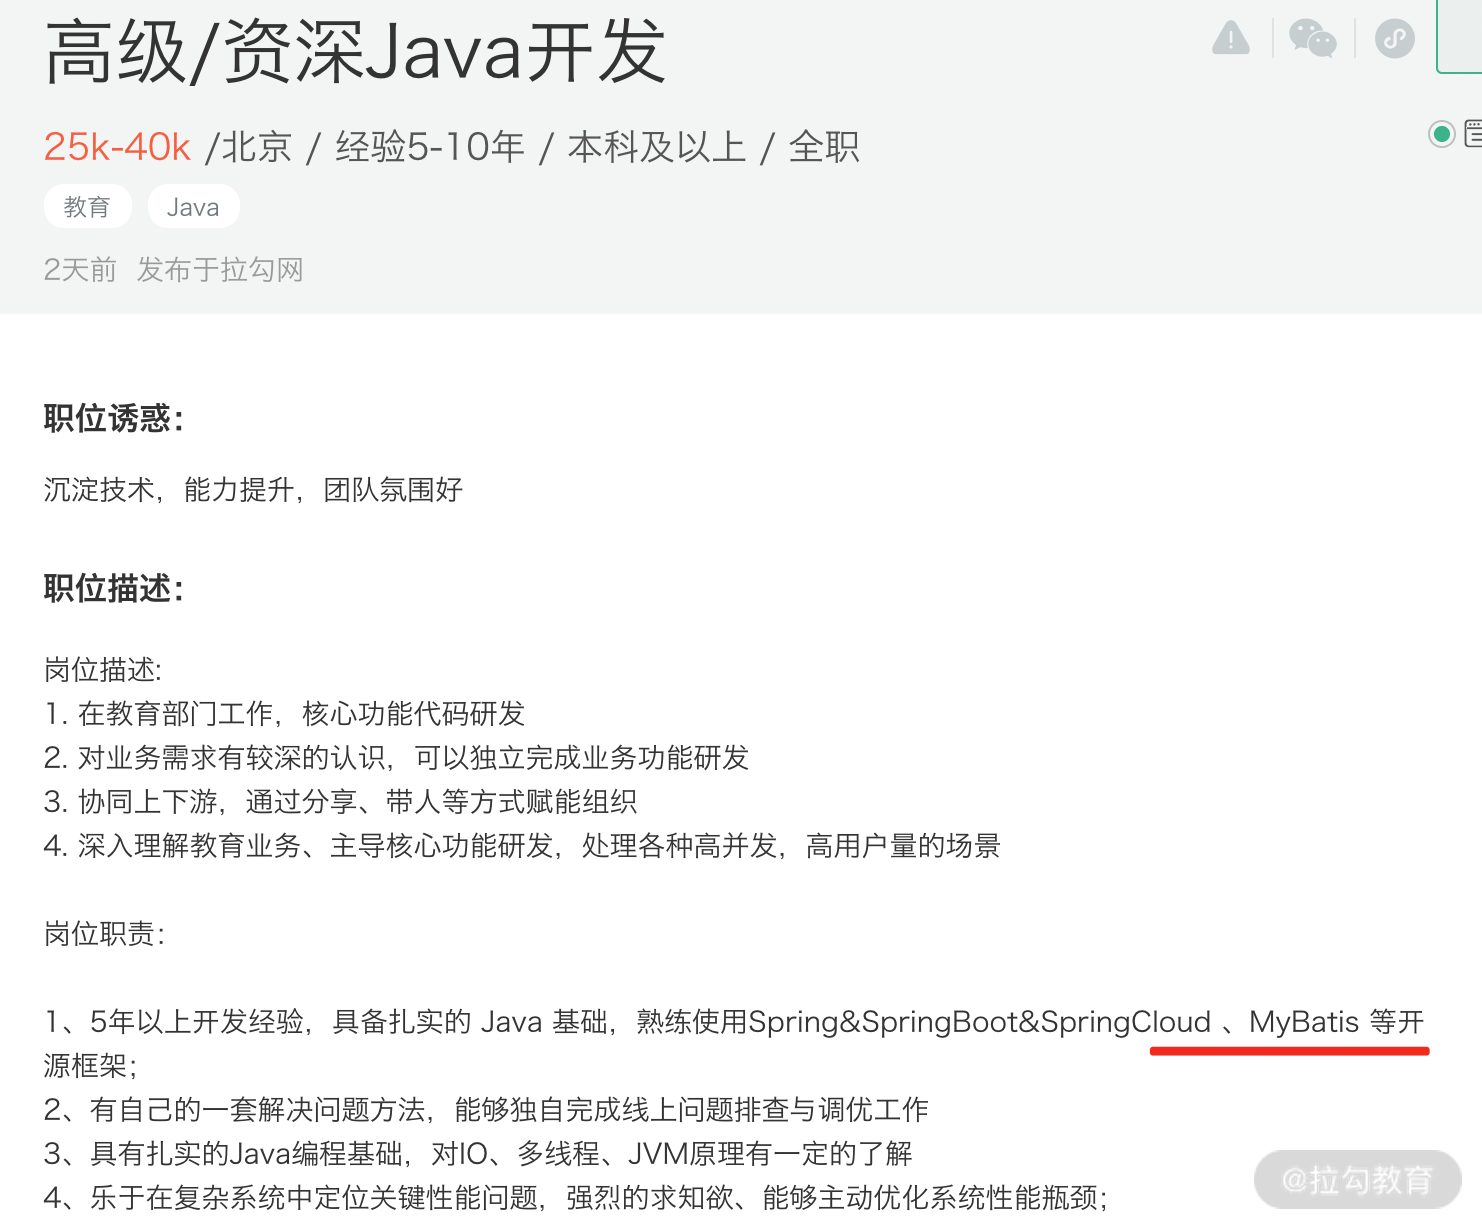 高级/资深Java开发
25k-40k /北京 / 经验5-10年 / 本科及以上 / 全职
教育 Java
2天前 发布于拉勾网
职位诱惑：
沉淀技术，能力提升，团队氛围好
职位描述：
岗位描述:
1. 在教育部门工作，核心功能代码研发
2. 对业务需求有较深的认识，可以独立完成业务功能研发
3. 协同上下游，通过分享、带人等方式赋能组织
4. 深入理解教育业务、主导核心功能研发，处理各种高并发，高用户量的场景
岗位职责：
1、5年以上开发经验，具备扎实的 Java 基础，熟练使用Spring&SpringBoot&SpringCloud 、MyBatis 等开
源框架；
2、有自己的一套解决问题方法，能够独自完成线上问题排查与调优工作
3、具有扎实的Java编程基础，对IO、多线程、JVM原理有一定的了解
4、乐于在复杂系统中定位关键性能问题，强烈的求知欲、能够主动优化系统性能瓶颈；
@拉勾教育